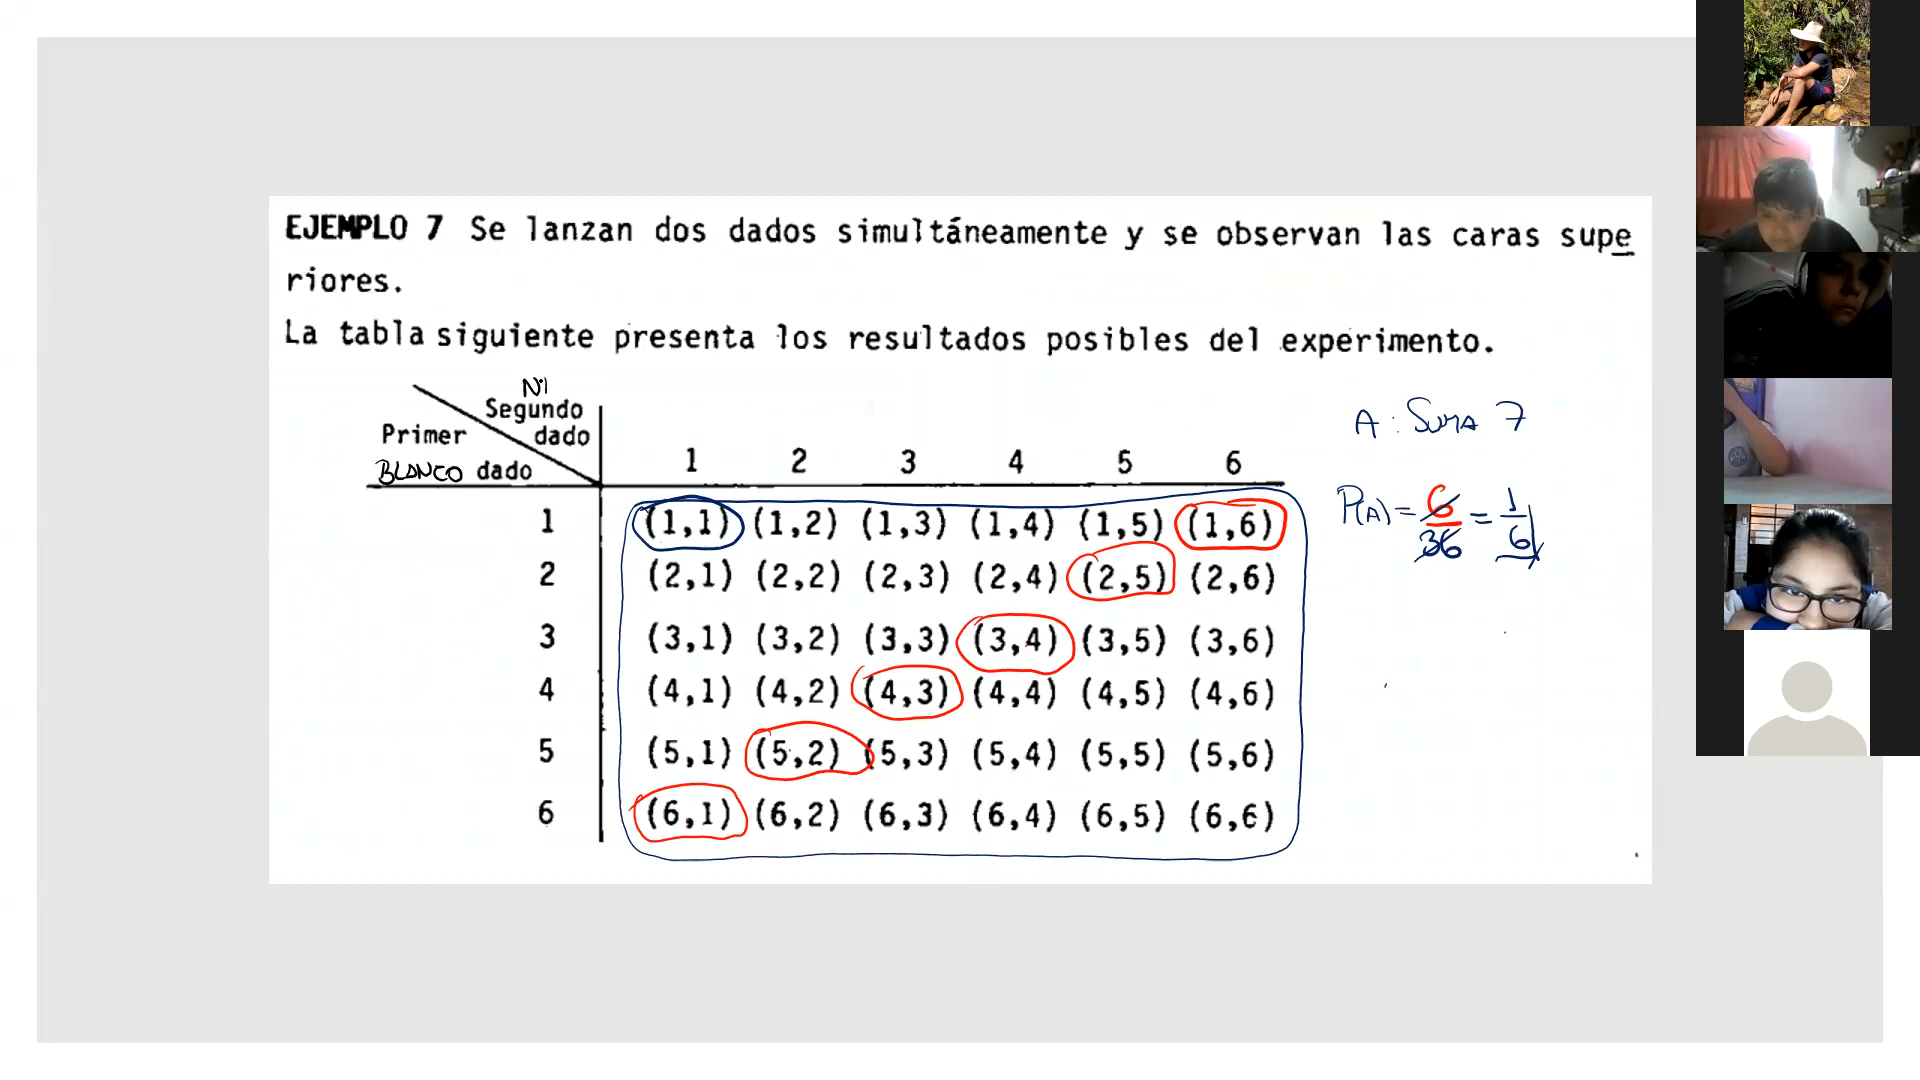 EJEMPLO 7 Se lanzan dos dados simultáneamente y se observan las caras supe
riores.
La tabla siguiente presenta los resultados posibles del experimento.
Segundo
dado
Primer
BLANCO dado
1 2 3 4 5 6
1 (1,1) (1,2) (1,3) (1,4) (1,5) (1,6)
2 (2,1) (2,2) (2,3) (2,4) (2,5) (2,6)
3 (3,1) (3,2) (3,3) (3,4) (3,5) (3,6)
4 (4,1) (4,2) (4,3) (4,4) (4,5) (4,6)
5 (5,1) (5,2) (5,3) (5,4) (5,5) (5,6)
6 (6,1) (6,2) (6,3) (6,4) (6,5) (6,6)
A : SUMA 7
P(A) = 6/36 = 1/6